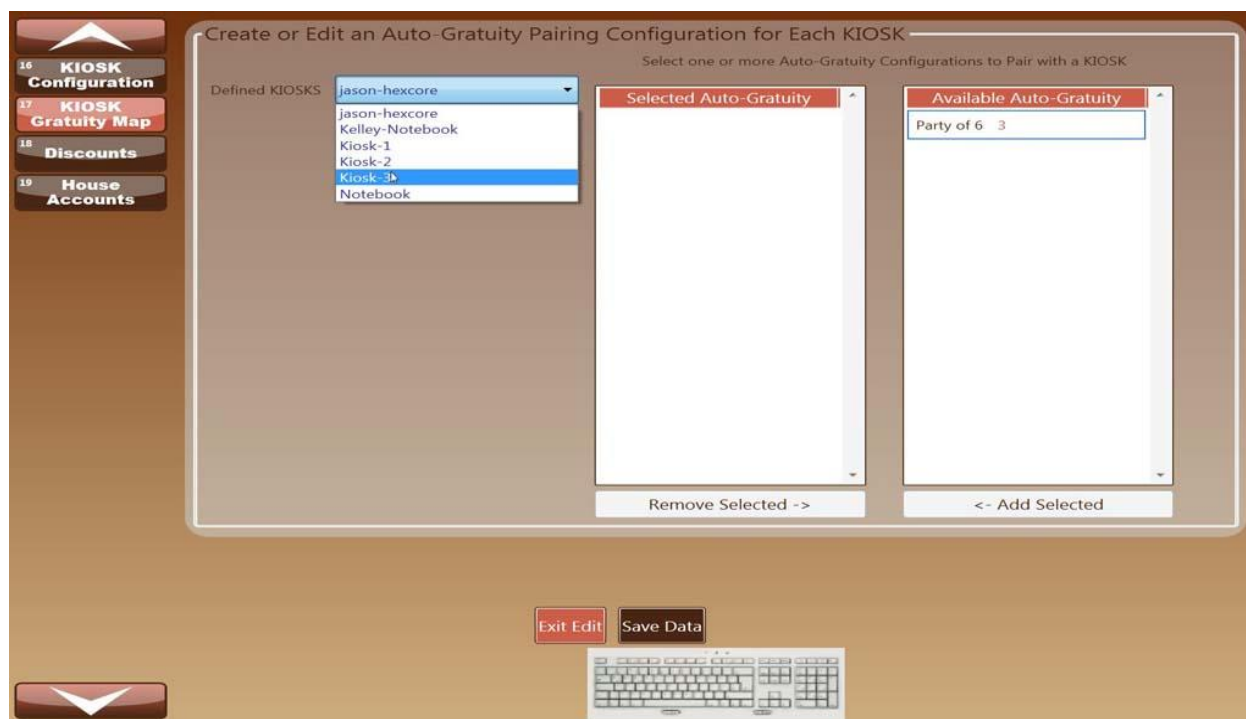 Create or Edit an Auto-Gratuity Pairing Configuration for Each KIOSK
Select one or more Auto-Gratuity Configurations to Pair with a KIOSK
16 KIOSK
Configuration
17 KIOSK
Gratuity Map
18 Discounts
19 House
Accounts
Defined KIOSKS jason-hexcore
jason-hexcore
Kelley-Notebook
Kiosk-1
Kiosk-2
Kiosk-3
Notebook
Selected Auto-Gratuity
Available Auto-Gratuity
Party of 6 3
Remove Selected ->
<- Add Selected
Exit Edit
Save Data